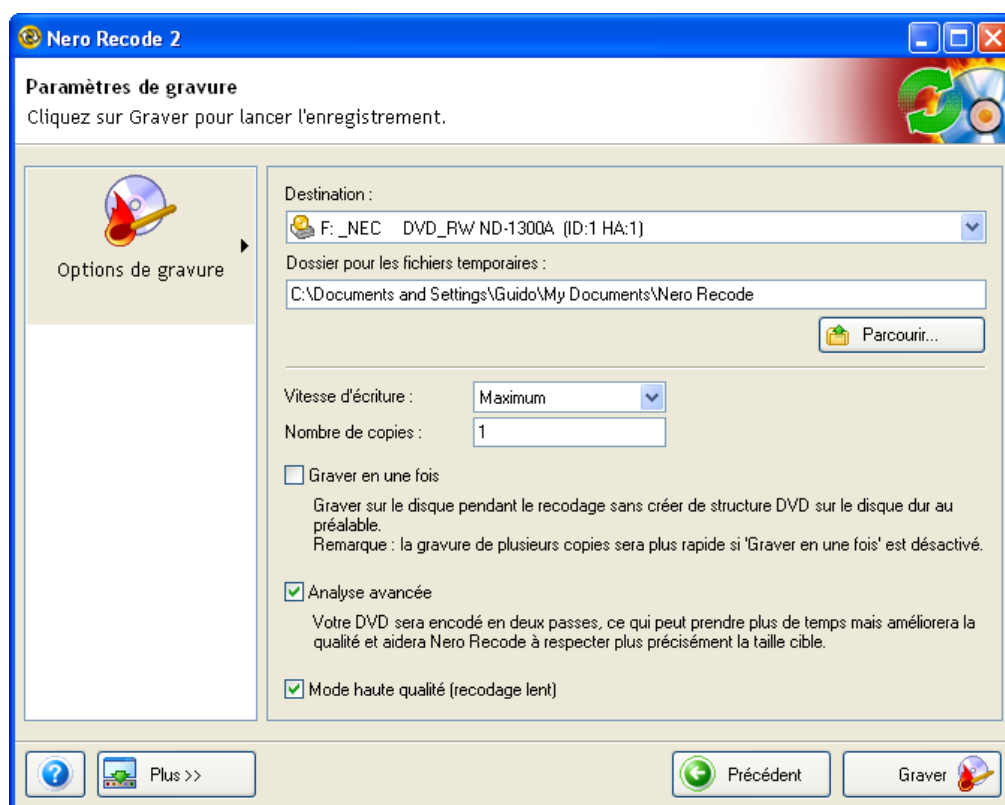 Nero Recode 2
Paramètres de gravure
Cliquez sur Graver pour lancer l'enregistrement.
Options de gravure
Destination :
F: _NEC DVD_RW ND-1300A (ID:1 HA:1)
Dossier pour les fichiers temporaires :
C:\Documents and Settings\Guido\My Documents\Nero Recode
Parcourir...
Vitesse d'écriture :
Maximum
Nombre de copies :
1
Graver en une fois
Graver sur le disque pendant le recodage sans créer de structure DVD sur le disque dur au
préalable.
Remarque : la gravure de plusieurs copies sera plus rapide si 'Graver en une fois' est désactivé.
Analyse avancée
Votre DVD sera encodé en deux passes, ce qui peut prendre plus de temps mais améliorera la
qualité et aidera Nero Recode à respecter plus précisément la taille cible.
Mode haute qualité (recodage lent)
?
Plus >>
Précédent
Graver